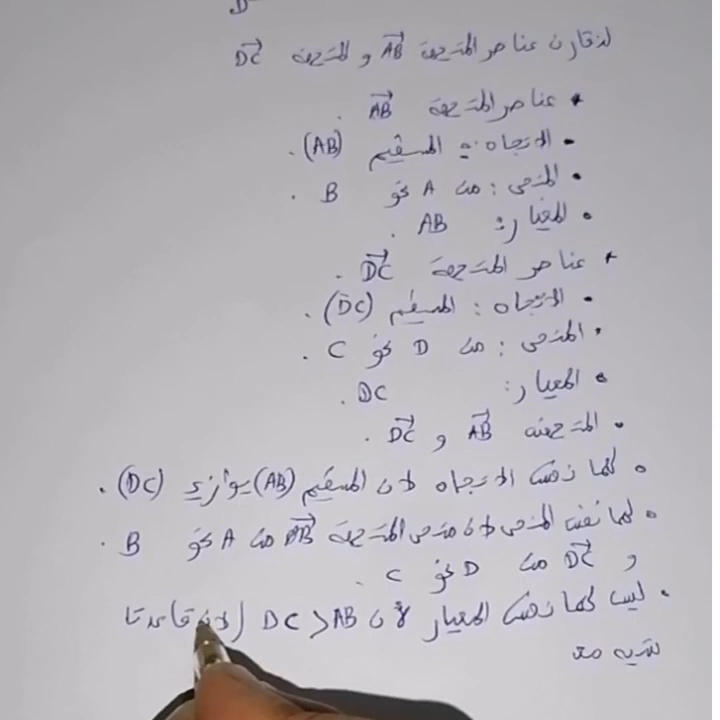 D
لنقارن عناصر المتجهة AB و المتجهة DC
* عناصر المتجهة AB.
• الاتجاه: المستقيم (AB).
• المنحى: من A نحو B.
• المعيار: AB.
* عناصر المتجهة DC.
• الاتجاه: المستقيم (DC).
• المنحى: من D نحو C.
• المعيار: DC.
• المتجهة AB و DC.
• لهما نفس الاتجاه لأن المستقيم (AB) يوازي (DC).
• لهما نفس المنحى لأن منحى المتجهة AB من A نحو B.
و DC من D نحو C.
• ليس لهما نفس المعيار لأن DC > AB (لأن قاعدتا
شبه